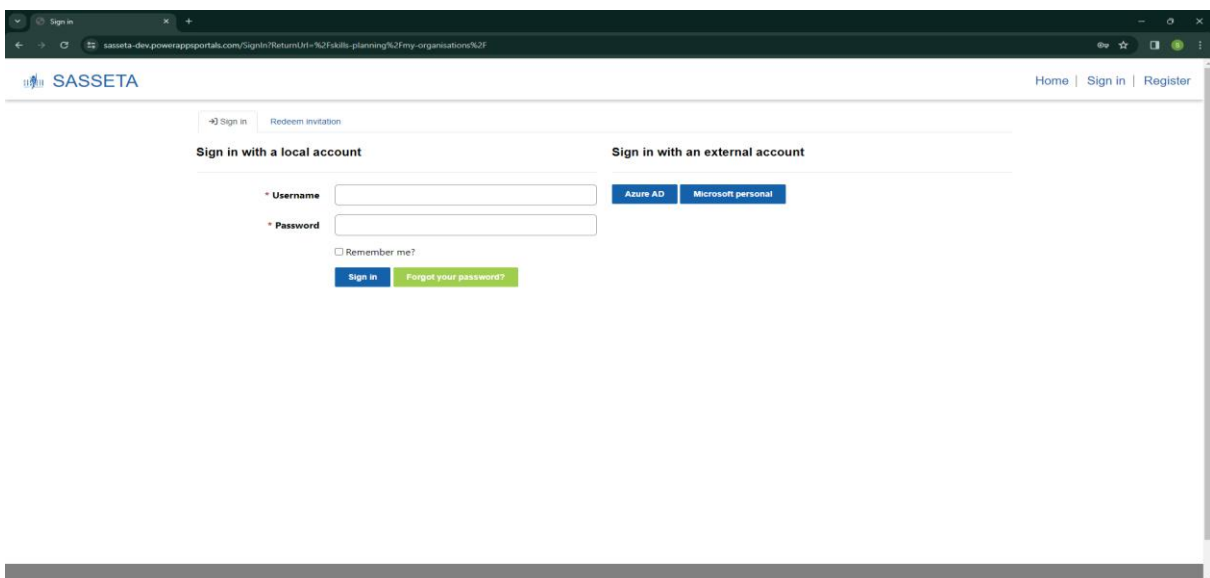 Sign in
sasseta-dev.powerappsportals.com/SignIn?ReturnUrl=%2Fskills-planning%2Fmy-organisations%2F
S
SASSETA
Home | Sign in | Register
Sign in
Redeem invitation
Sign in with a local account
Sign in with an external account
* Username
Azure AD
Microsoft personal
* Password
Remember me?
Sign in
Forgot your password?